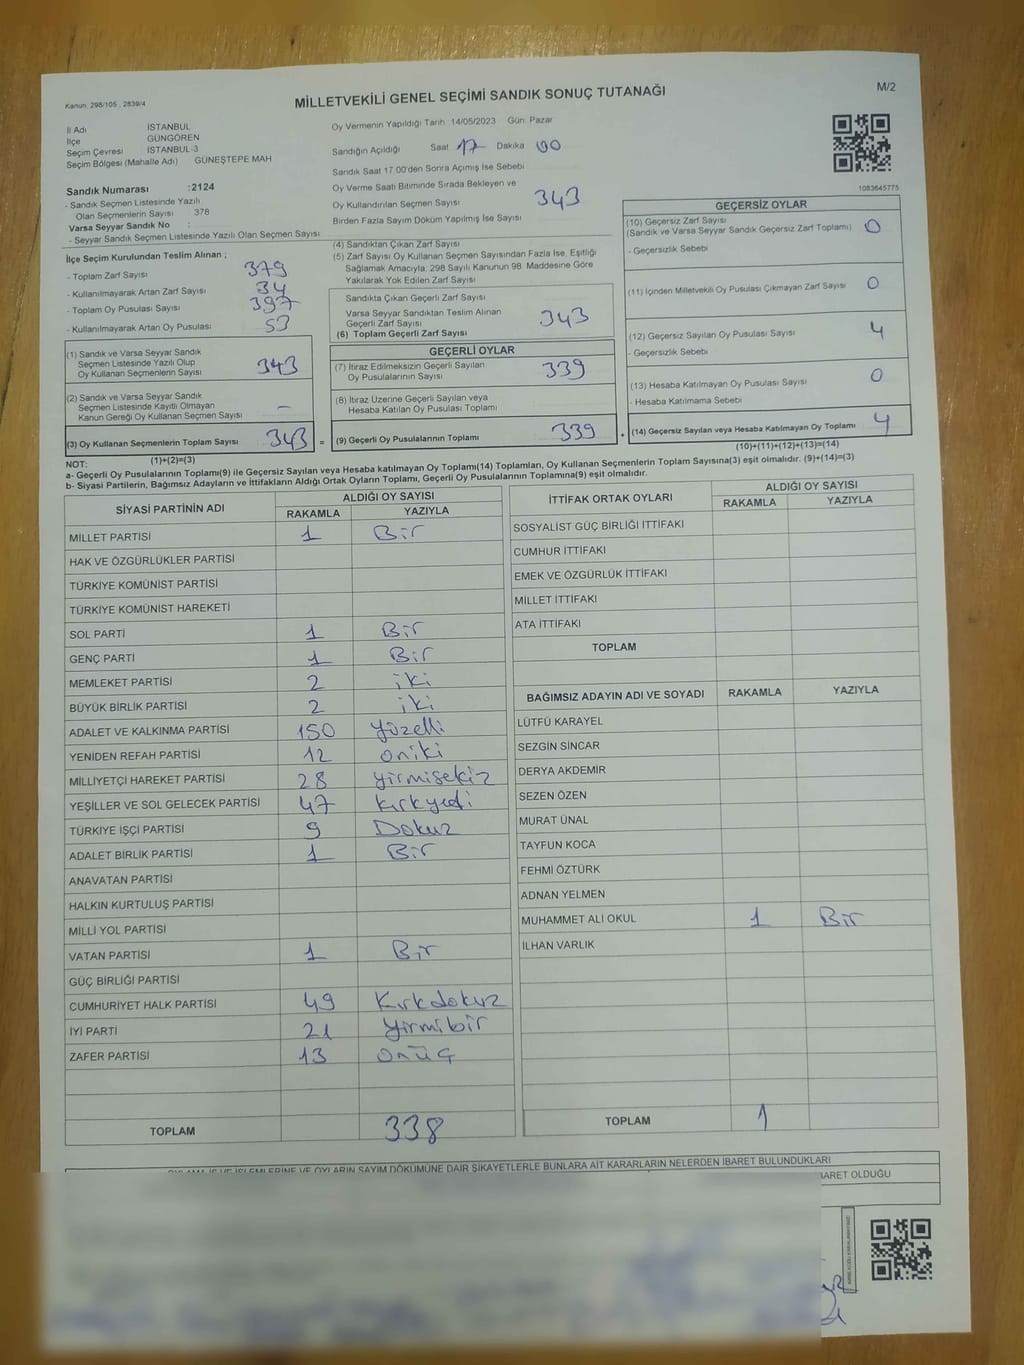 Kanun. 298/105 , 2839/4
MİLLETVEKİLİ GENEL SEÇİMİ SANDIK SONUÇ TUTANAĞI
M/2
İl Adı İSTANBUL
İlçe GÜNGÖREN
Seçim Çevresi İSTANBUL-3
Seçim Bölgesi (Mahalle Adı) GÜNEŞTEPE MAH
Sandık Numarası :2124
- Sandık Seçmen Listesinde Yazılı
Olan Seçmenlerin Sayısı 378
Varsa Seyyar Sandık No :
- Seyyar Sandık Seçmen Listesinde Yazılı Olan Seçmen Sayısı
Oy Vermenin Yapıldığı Tarih 14/05/2023 Gün: Pazar
Sandığın Açıldığı Saat 17 Dakika 00
Sandık Saat 17.00'den Sonra Açımış İse Sebebi
Oy Verme Saati Bitiminde Sırada Bekleyen ve
Oy Kullandırılan Seçmen Sayısı 343
Birden Fazla Sayım Döküm Yapılmış İse Sayısı
1083645775
İlçe Seçim Kurulundan Teslim Alınan ;
- Toplam Zarf Sayısı 379
- Kullanılmayarak Artan Zarf Sayısı 34
- Toplam Oy Pusulası Sayısı 397
- Kullanılmayarak Artan Oy Pusulası 53
(4) Sandıktan Çıkan Zarf Sayısı
(5) Zarf Sayısı Oy Kullanan Seçmen Sayısından Fazla İse, Eşitliği
Sağlamak Amacıyla, 298 Sayılı Kanunun 98. Maddesine Göre
Yakılarak Yok Edilen Zarf Sayısı
Sandıkta Çıkan Geçerli Zarf Sayısı
Varsa Seyyar Sandıktan Teslim Alınan
Geçerli Zarf Sayısı 343
(6) Toplam Geçerli Zarf Sayısı
GEÇERSİZ OYLAR
(10) Geçersiz Zarf Sayısı 0
(Sandık ve Varsa Seyyar Sandık Geçersiz Zarf Toplamı)
- Geçersizlik Sebebi
(11) İçinden Milletvekili Oy Pusulası Çıkmayan Zarf Sayısı 0
(12) Geçersiz Sayılan Oy Pusulası Sayısı 4
- Geçersizlik Sebebi
(13) Hesaba Katılmayan Oy Pusulası Sayısı 0
- Hesaba Katılmama Sebebi
(14) Geçersiz Sayılan veya Hesaba Katılmayan Oy Toplamı 4
(10)+(11)+(12)+(13)=(14)
(1) Sandık ve Varsa Seyyar Sandık
Seçmen Listesinde Yazılı Olup
Oy Kullanan Seçmenlerin Sayısı 343
(2) Sandık ve Varsa Seyyar Sandık
Seçmen Listesinde Kayıtlı Olmayan
Kanun Gereği Oy Kullanan Seçmen Sayısı -
(3) Oy Kullanan Seçmenlerin Toplam Sayısı 343 =
(1)+(2)=(3)
GEÇERLİ OYLAR
(7) İtiraz Edilmeksizin Geçerli Sayılan
Oy Pusulalarının Sayısı 339
(8) İtiraz Üzerine Geçerli Sayılan veya
Hesaba Katılan Oy Pusulası Toplamı
(9) Geçerli Oy Pusulalarının Toplamı 339 +
NOT:
a- Geçerli Oy Pusulalarının Toplamı(9) ile Geçersiz Sayılan veya Hesaba katılmayan Oy Toplamı(14) Toplamları, Oy Kullanan Seçmenlerin Toplam Sayısına(3) eşit olmalıdır. (9)+(14)=(3)
b- Siyasi Partilerin, Bağımsız Adayların ve İttifakların Aldığı Ortak Oyların Toplamı, Geçerli Oy Pusulalarının Toplamına(9) eşit olmalıdır.
SİYASİ PARTİNİN ADI ALDIĞI OY SAYISI
RAKAMLA YAZIYLA
MİLLET PARTİSİ 1 Bir
HAK VE ÖZGÜRLÜKLER PARTİSİ
TÜRKİYE KOMÜNİST PARTİSİ
TÜRKİYE KOMÜNİST HAREKETİ
SOL PARTİ 1 Bir
GENÇ PARTİ 1 Bir
MEMLEKET PARTİSİ 2 iki
BÜYÜK BİRLİK PARTİSİ 2 iki
ADALET VE KALKINMA PARTİSİ 150 yüzelli
YENİDEN REFAH PARTİSİ 12 oniki
MİLLİYETÇİ HAREKET PARTİSİ 28 yirmisekiz
YEŞİLLER VE SOL GELECEK PARTİSİ 47 kırkyedi
TÜRKİYE İŞÇİ PARTİSİ 9 Dokuz
ADALET BİRLİK PARTİSİ 1 Bir
ANAVATAN PARTİSİ
HALKIN KURTULUŞ PARTİSİ
MİLLİ YOL PARTİSİ
VATAN PARTİSİ 1 Bir
GÜÇ BİRLİĞİ PARTİSİ
CUMHURİYET HALK PARTİSİ 49 Kırkdokuz
İYİ PARTİ 21 yirmibir
ZAFER PARTİSİ 13 onüç
TOPLAM 338
İTTİFAK ORTAK OYLARI ALDIĞI OY SAYISI
RAKAMLA YAZIYLA
SOSYALİST GÜÇ BİRLİĞİ İTTİFAKI
CUMHUR İTTİFAKI
EMEK VE ÖZGÜRLÜK İTTİFAKI
MİLLET İTTİFAKI
ATA İTTİFAKI
TOPLAM
BAĞIMSIZ ADAYIN ADI VE SOYADI RAKAMLA YAZIYLA
LÜTFÜ KARAYEL
SEZGİN SİNCAR
DERYA AKDEMİR
SEZEN ÖZEN
MURAT ÜNAL
TAYFUN KOCA
FEHMİ ÖZTÜRK
ADNAN YELMEN
MUHAMMET ALİ OKUL 1 Bir
İLHAN VARLIK
TOPLAM 1
OYLAMA İŞ VE İŞLEMLERİNE VE OYLARIN SAYIM DÖKÜMÜNE DAİR ŞİKAYETLERLE BUNLARA AİT KARARLARIN NELERDEN İBARET BULUNDUKLARI
İBARET OLDUĞU